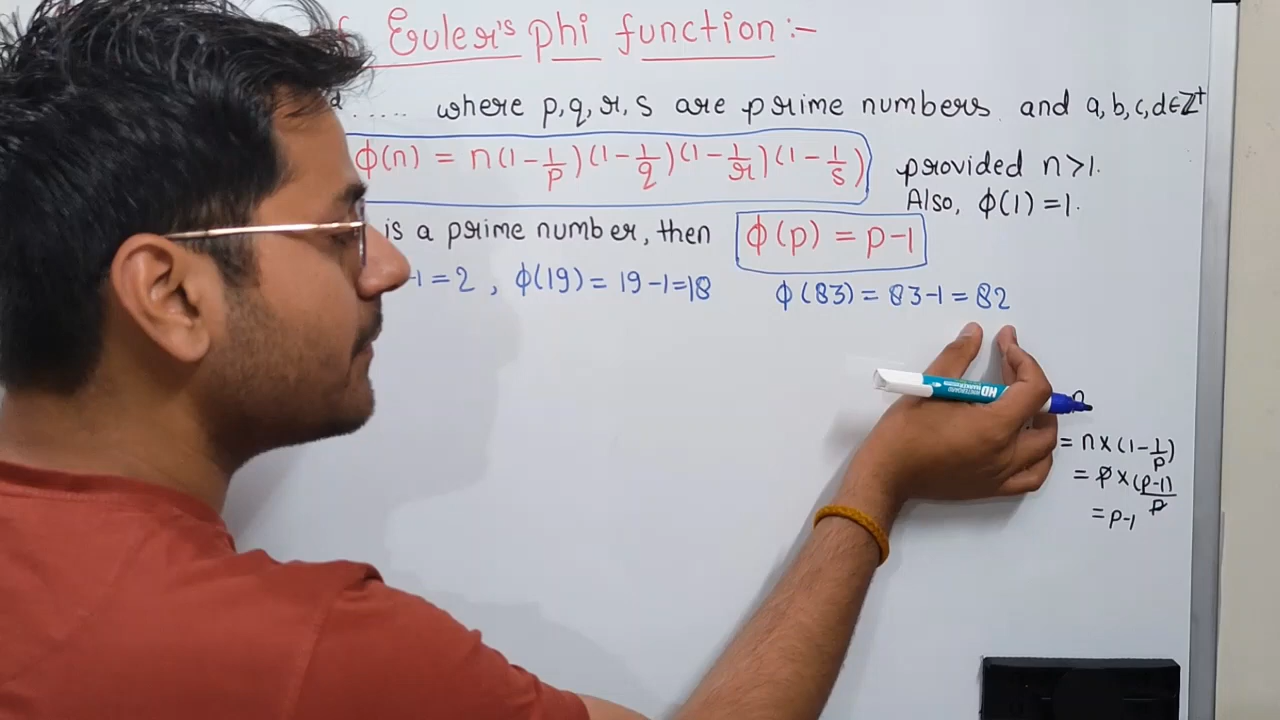 Euler's phi function :-
..... where p, q, r, s are prime numbers and a, b, c, d ∈ Z⁺
ϕ(n) = n(1-1/p)(1-1/q)(1-1/r)(1-1/s) provided n>1.
Also, ϕ(1) = 1.
is a prime number, then ϕ(p) = p-1
-1 = 2 , ϕ(19) = 19-1=18 ϕ(83) = 83-1 = 82
HD
= n×(1-1/p)
= p×(p-1)/p
= p-1